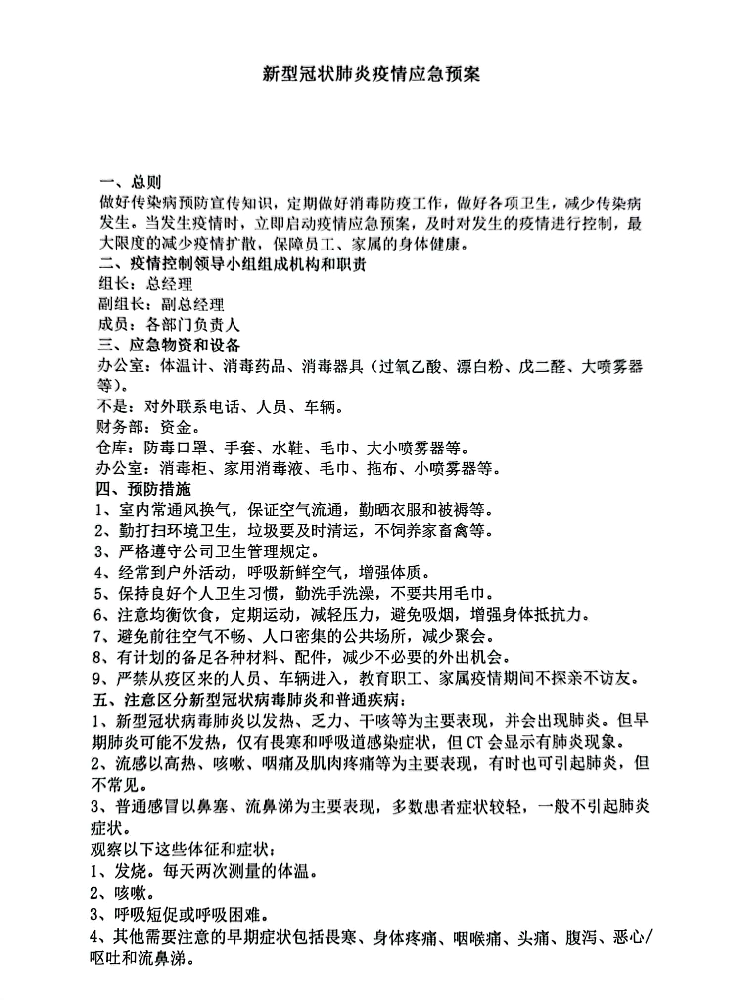 新型冠状肺炎疫情应急预案
一、总则
做好传染病预防宣传知识，定期做好消毒防疫工作，做好各项卫生，减少传染病
发生。当发生疫情时，立即启动疫情应急预案，及时对发生的疫情进行控制，最
大限度的减少疫情扩散，保障员工、家属的身体健康。
二、疫情控制领导小组组成机构和职责
组长：总经理
副组长：副总经理
成员：各部门负责人
三、应急物资和设备
办公室：体温计、消毒药品、消毒器具（过氧乙酸、漂白粉、戊二醛、大喷雾器
等）。
不是：对外联系电话、人员、车辆。
财务部：资金。
仓库：防毒口罩、手套、水鞋、毛巾、大小喷雾器等。
办公室：消毒柜、家用消毒液、毛巾、拖布、小喷雾器等。
四、预防措施
1、室内常通风换气，保证空气流通，勤晒衣服和被褥等。
2、勤打扫环境卫生，垃圾要及时清运，不饲养家畜禽等。
3、严格遵守公司卫生管理规定。
4、经常到户外活动，呼吸新鲜空气，增强体质。
5、保持良好个人卫生习惯，勤洗手洗澡，不要共用毛巾。
6、注意均衡饮食，定期运动，减轻压力，避免吸烟，增强身体抵抗力。
7、避免前往空气不畅、人口密集的公共场所，减少聚会。
8、有计划的备足各种材料、配件，减少不必要的外出机会。
9、严禁从疫区来的人员、车辆进入，教育职工、家属疫情期间不探亲不访友。
五、注意区分新型冠状病毒肺炎和普通疾病：
1、新型冠状病毒肺炎以发热、乏力、干咳等为主要表现，并会出现肺炎。但早
期肺炎可能不发热，仅有畏寒和呼吸道感染症状，但 CT 会显示有肺炎现象。
2、流感以高热、咳嗽、咽痛及肌肉疼痛等为主要表现，有时也可引起肺炎，但
不常见。
3、普通感冒以鼻塞、流鼻涕为主要表现，多数患者症状较轻，一般不引起肺炎
症状。
观察以下这些体征和症状：
1、发烧。每天两次测量的体温。
2、咳嗽。
3、呼吸短促或呼吸困难。
4、其他需要注意的早期症状包括畏寒、身体疼痛、咽喉痛、头痛、腹泻、恶心/
呕吐和流鼻涕。